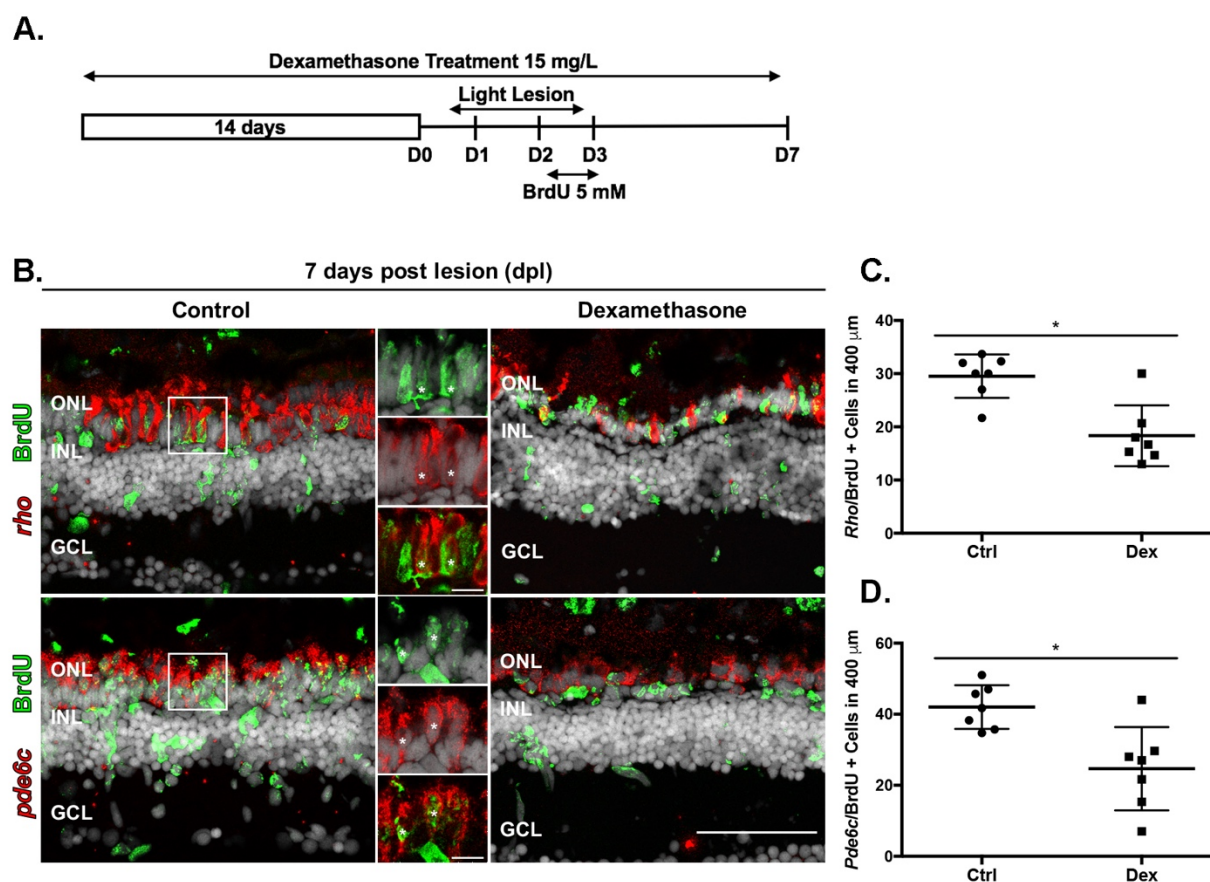 A.
Dexamethasone Treatment 15 mg/L
Light Lesion
14 days
D0 D1 D2 D3 D7
BrdU 5 mM
B.
7 days post lesion (dpl)
Control Dexamethasone
rho BrdU
ONL
INL
GCL
* *
* *
* *
ONL
INL
GCL
pde6c BrdU
ONL
INL
GCL
* *
* *
* *
ONL
INL
GCL
C.
Rho/BrdU + Cells in 400 μm
40
30
20
10
0
*
Ctrl Dex
D.
Pde6c/BrdU + Cells in 400 μm
60
40
20
0
*
Ctrl Dex